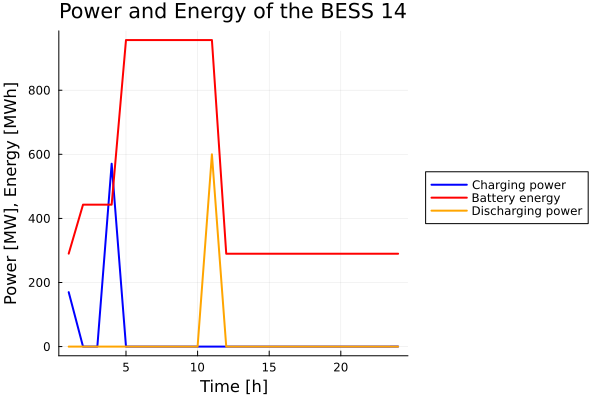 Power and Energy of the BESS 14
Power [MW], Energy [MWh]
800
600
400
200
0
5
10
15
20
Time [h]
Charging power
Battery energy
Discharging power